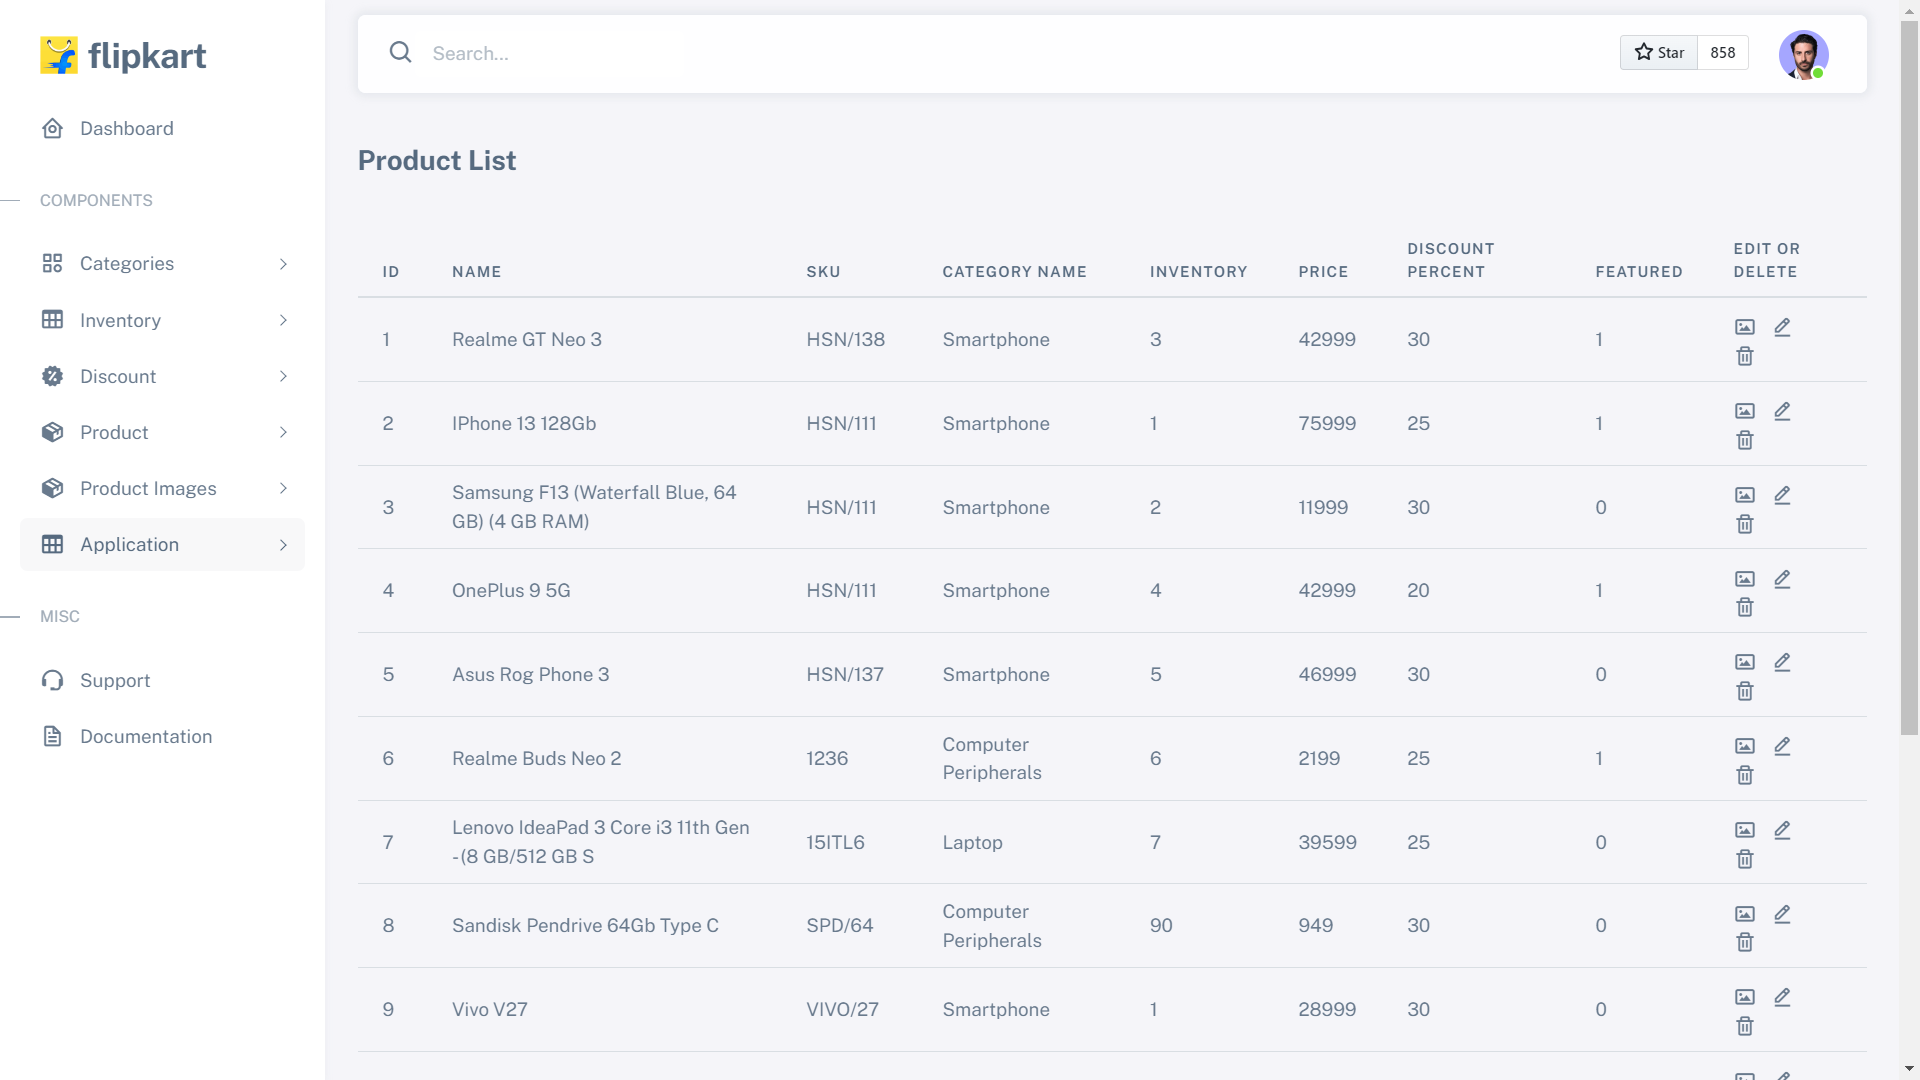 flipkart
Search...
Star
858
Dashboard
COMPONENTS
Categories
Inventory
Discount
Product
Product Images
Application
MISC
Support
Documentation
Product List
ID NAME SKU CATEGORY NAME INVENTORY PRICE DISCOUNT PERCENT FEATURED EDIT OR DELETE
1 Realme GT Neo 3 HSN/138 Smartphone 3 42999 30 1
2 IPhone 13 128Gb HSN/111 Smartphone 1 75999 25 1
3 Samsung F13 (Waterfall Blue, 64 GB) (4 GB RAM) HSN/111 Smartphone 2 11999 30 0
4 OnePlus 9 5G HSN/111 Smartphone 4 42999 20 1
5 Asus Rog Phone 3 HSN/137 Smartphone 5 46999 30 0
6 Realme Buds Neo 2 1236 Computer Peripherals 6 2199 25 1
7 Lenovo IdeaPad 3 Core i3 11th Gen - (8 GB/512 GB S 15ITL6 Laptop 7 39599 25 0
8 Sandisk Pendrive 64Gb Type C SPD/64 Computer Peripherals 90 949 30 0
9 Vivo V27 VIVO/27 Smartphone 1 28999 30 0